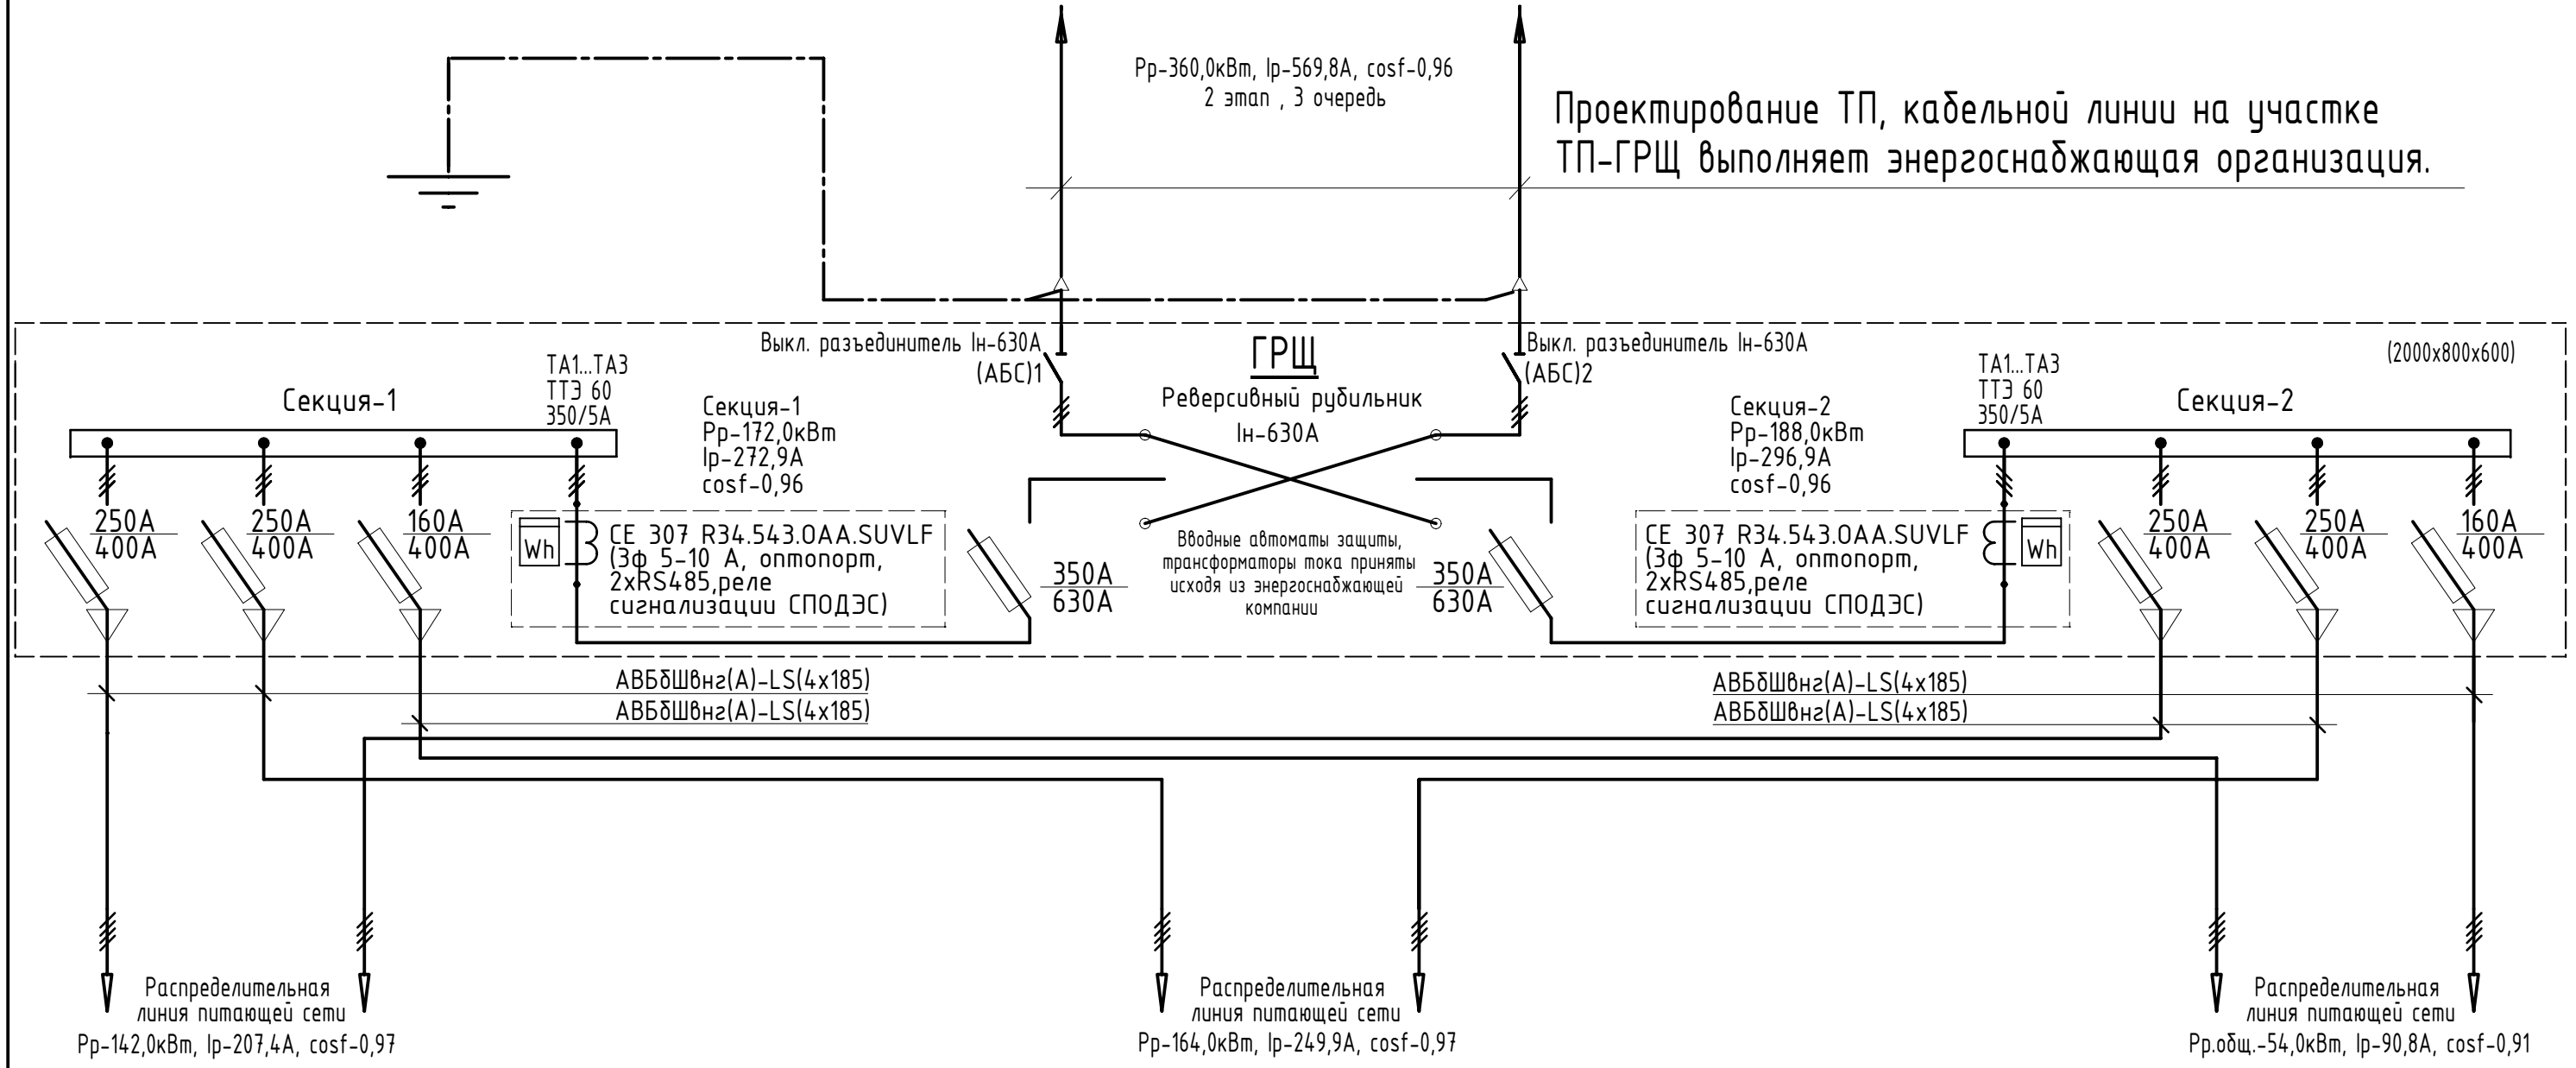 Рр-360,0кВт, Iр-569,8А, cosf-0,96
2 этап , 3 очередь
Проектирование ТП, кабельной линии на участке
ТП-ГРЩ выполняет энергоснабжающая организация.
Выкл. разъединитель Iн-630А
(АБС)1
ГРЩ
Выкл. разъединитель Iн-630А
(АБС)2
(2000х800х600)
Реверсивный рубильник
Iн-630А
Секция-1
ТА1...ТА3
ТТЭ 60
350/5А
Секция-1
Рр-172,0кВт
Iр-272,9А
cosf-0,96
Секция-2
Рр-188,0кВт
Iр-296,9А
cosf-0,96
ТА1...ТА3
ТТЭ 60
350/5А
Секция-2
250А
400А
250А
400А
160А
400А
Wh
СЕ 307 R34.543.OAA.SUVLF
(3ф 5-10 А, оптопорт,
2хRS485,реле
сигнализации СПОДЭС)
350А
630А
Вводные автоматы защиты,
трансформаторы тока приняты
исходя из энергоснабжающей
компании
350А
630А
СЕ 307 R34.543.OAA.SUVLF
(3ф 5-10 А, оптопорт,
2хRS485,реле
сигнализации СПОДЭС)
Wh
250А
400А
250А
400А
160А
400А
АВБбШвнг(А)-LS(4х185)
АВБбШвнг(А)-LS(4х185)
АВБбШвнг(А)-LS(4х185)
АВБбШвнг(А)-LS(4х185)
Распределительная
линия питающей сети
Рр-142,0кВт, Iр-207,4А, cosf-0,97
Распределительная
линия питающей сети
Рр-164,0кВт, Iр-249,9А, cosf-0,97
Распределительная
линия питающей сети
Рр.общ.-54,0кВт, Iр-90,8А, cosf-0,91